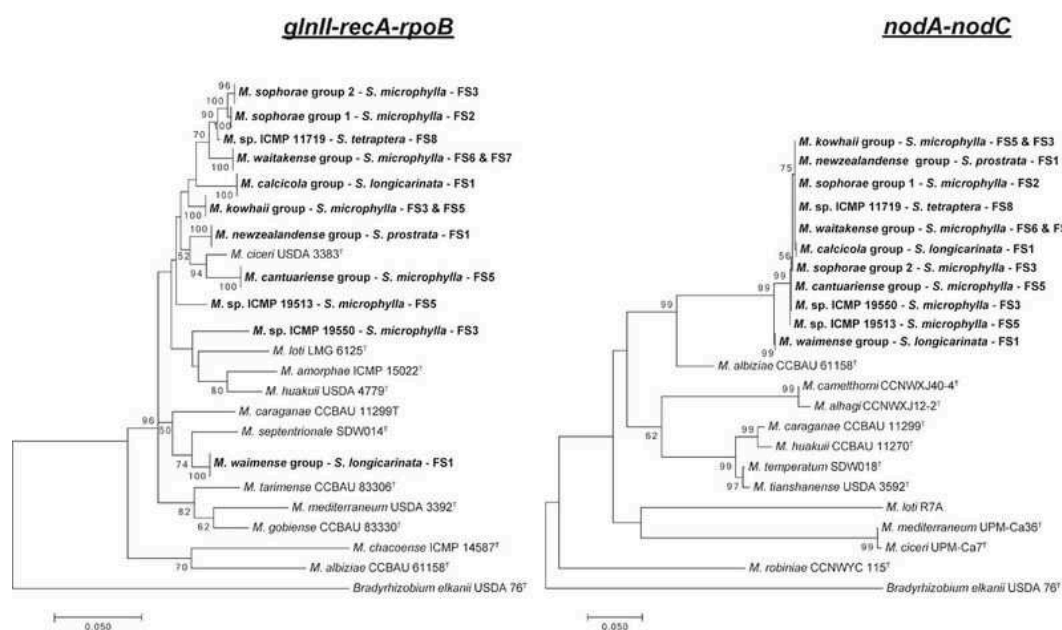 glnII-recA-rpoB
96
M. sophorae group 2 - S. microphylla - FS3
100
90
M. sophorae group 1 - S. microphylla - FS2
100
70
M. sp. ICMP 11719 - S. tetraptera - FS8
M. waitakense group - S. microphylla - FS6 & FS7
100
M. calcicola group - S. longicarinata - FS1
100
M. kowhaii group - S. microphylla - FS3 & FS5
100
100
M. newzealandense group - S. prostrata - FS1
52
M. ciceri USDA 3383ᵀ
94
M. cantuariense group - S. microphylla - FS5
100
M. sp. ICMP 19513 - S. microphylla - FS5
M. sp. ICMP 19550 - S. microphylla - FS3
M. loti LMG 6125ᵀ
M. amorphae ICMP 15022ᵀ
80
M. huakuii USDA 4779ᵀ
M. caraganae CCBAU 11299T
96
50
M. septentrionale SDW014ᵀ
74
M. waimense group - S. longicarinata - FS1
100
M. tarimense CCBAU 83306ᵀ
82
M. mediterraneum USDA 3392ᵀ
62
M. gobiense CCBAU 83330ᵀ
M. chacoense ICMP 14587ᵀ
70
M. albiziae CCBAU 61158ᵀ
Bradyrhizobium elkanii USDA 76ᵀ
0.050
nodA-nodC
M. kowhaii group - S. microphylla - FS5 & FS3
75
M. newzealandense group - S. prostrata - FS1
M. sophorae group 1 - S. microphylla - FS2
M. sp. ICMP 11719 - S. tetraptera - FS8
M. waitakense group - S. microphylla - FS6 & FS
M. calcicola group - S. longicarinata - FS1
56
M. sophorae group 2 - S. microphylla - FS3
99
99
M. cantuariense group - S. microphylla - FS5
99
M. sp. ICMP 19550 - S. microphylla - FS3
M. sp. ICMP 19513 - S. microphylla - FS5
M. waimense group - S. longicarinata - FS1
99
M. albiziae CCBAU 61158ᵀ
99
M. camelthorni CCNWXJ40-4ᵀ
M. alhagi CCNWXJ12-2ᵀ
62
M. caraganae CCBAU 11299ᵀ
99
M. huakuii CCBAU 11270ᵀ
99
M. temperatum SDW018ᵀ
97
M. tianshanense USDA 3592ᵀ
M. loti R7A
M. mediterraneum UPM-Ca36ᵀ
99
M. ciceri UPM-Ca7ᵀ
M. robiniae CCNWYC 115ᵀ
Bradyrhizobium elkanii USDA 76ᵀ
0.050